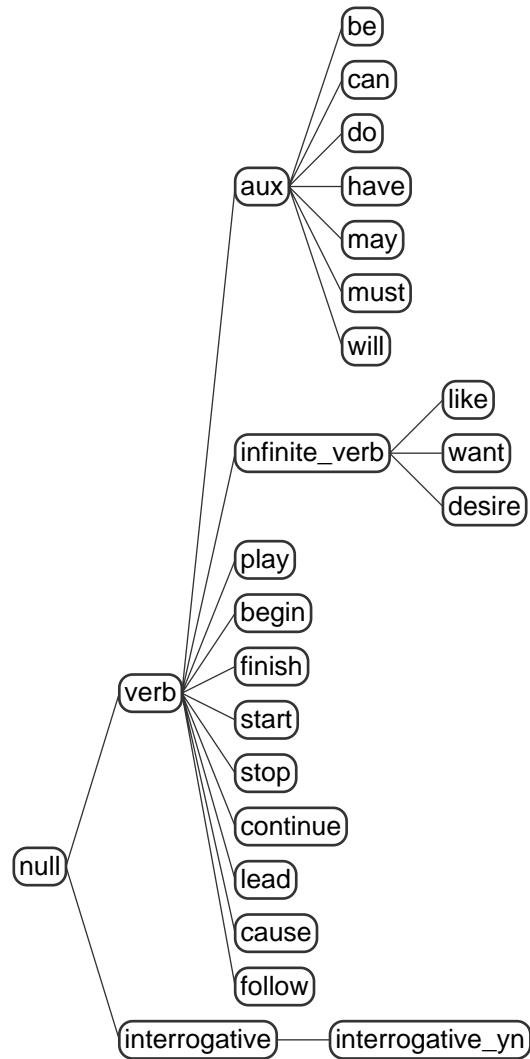 be
can
do
aux
have
may
must
will
like
infinite_verb
want
desire
play
begin
finish
verb
start
stop
continue
null
lead
cause
follow
interrogative
interrogative_yn